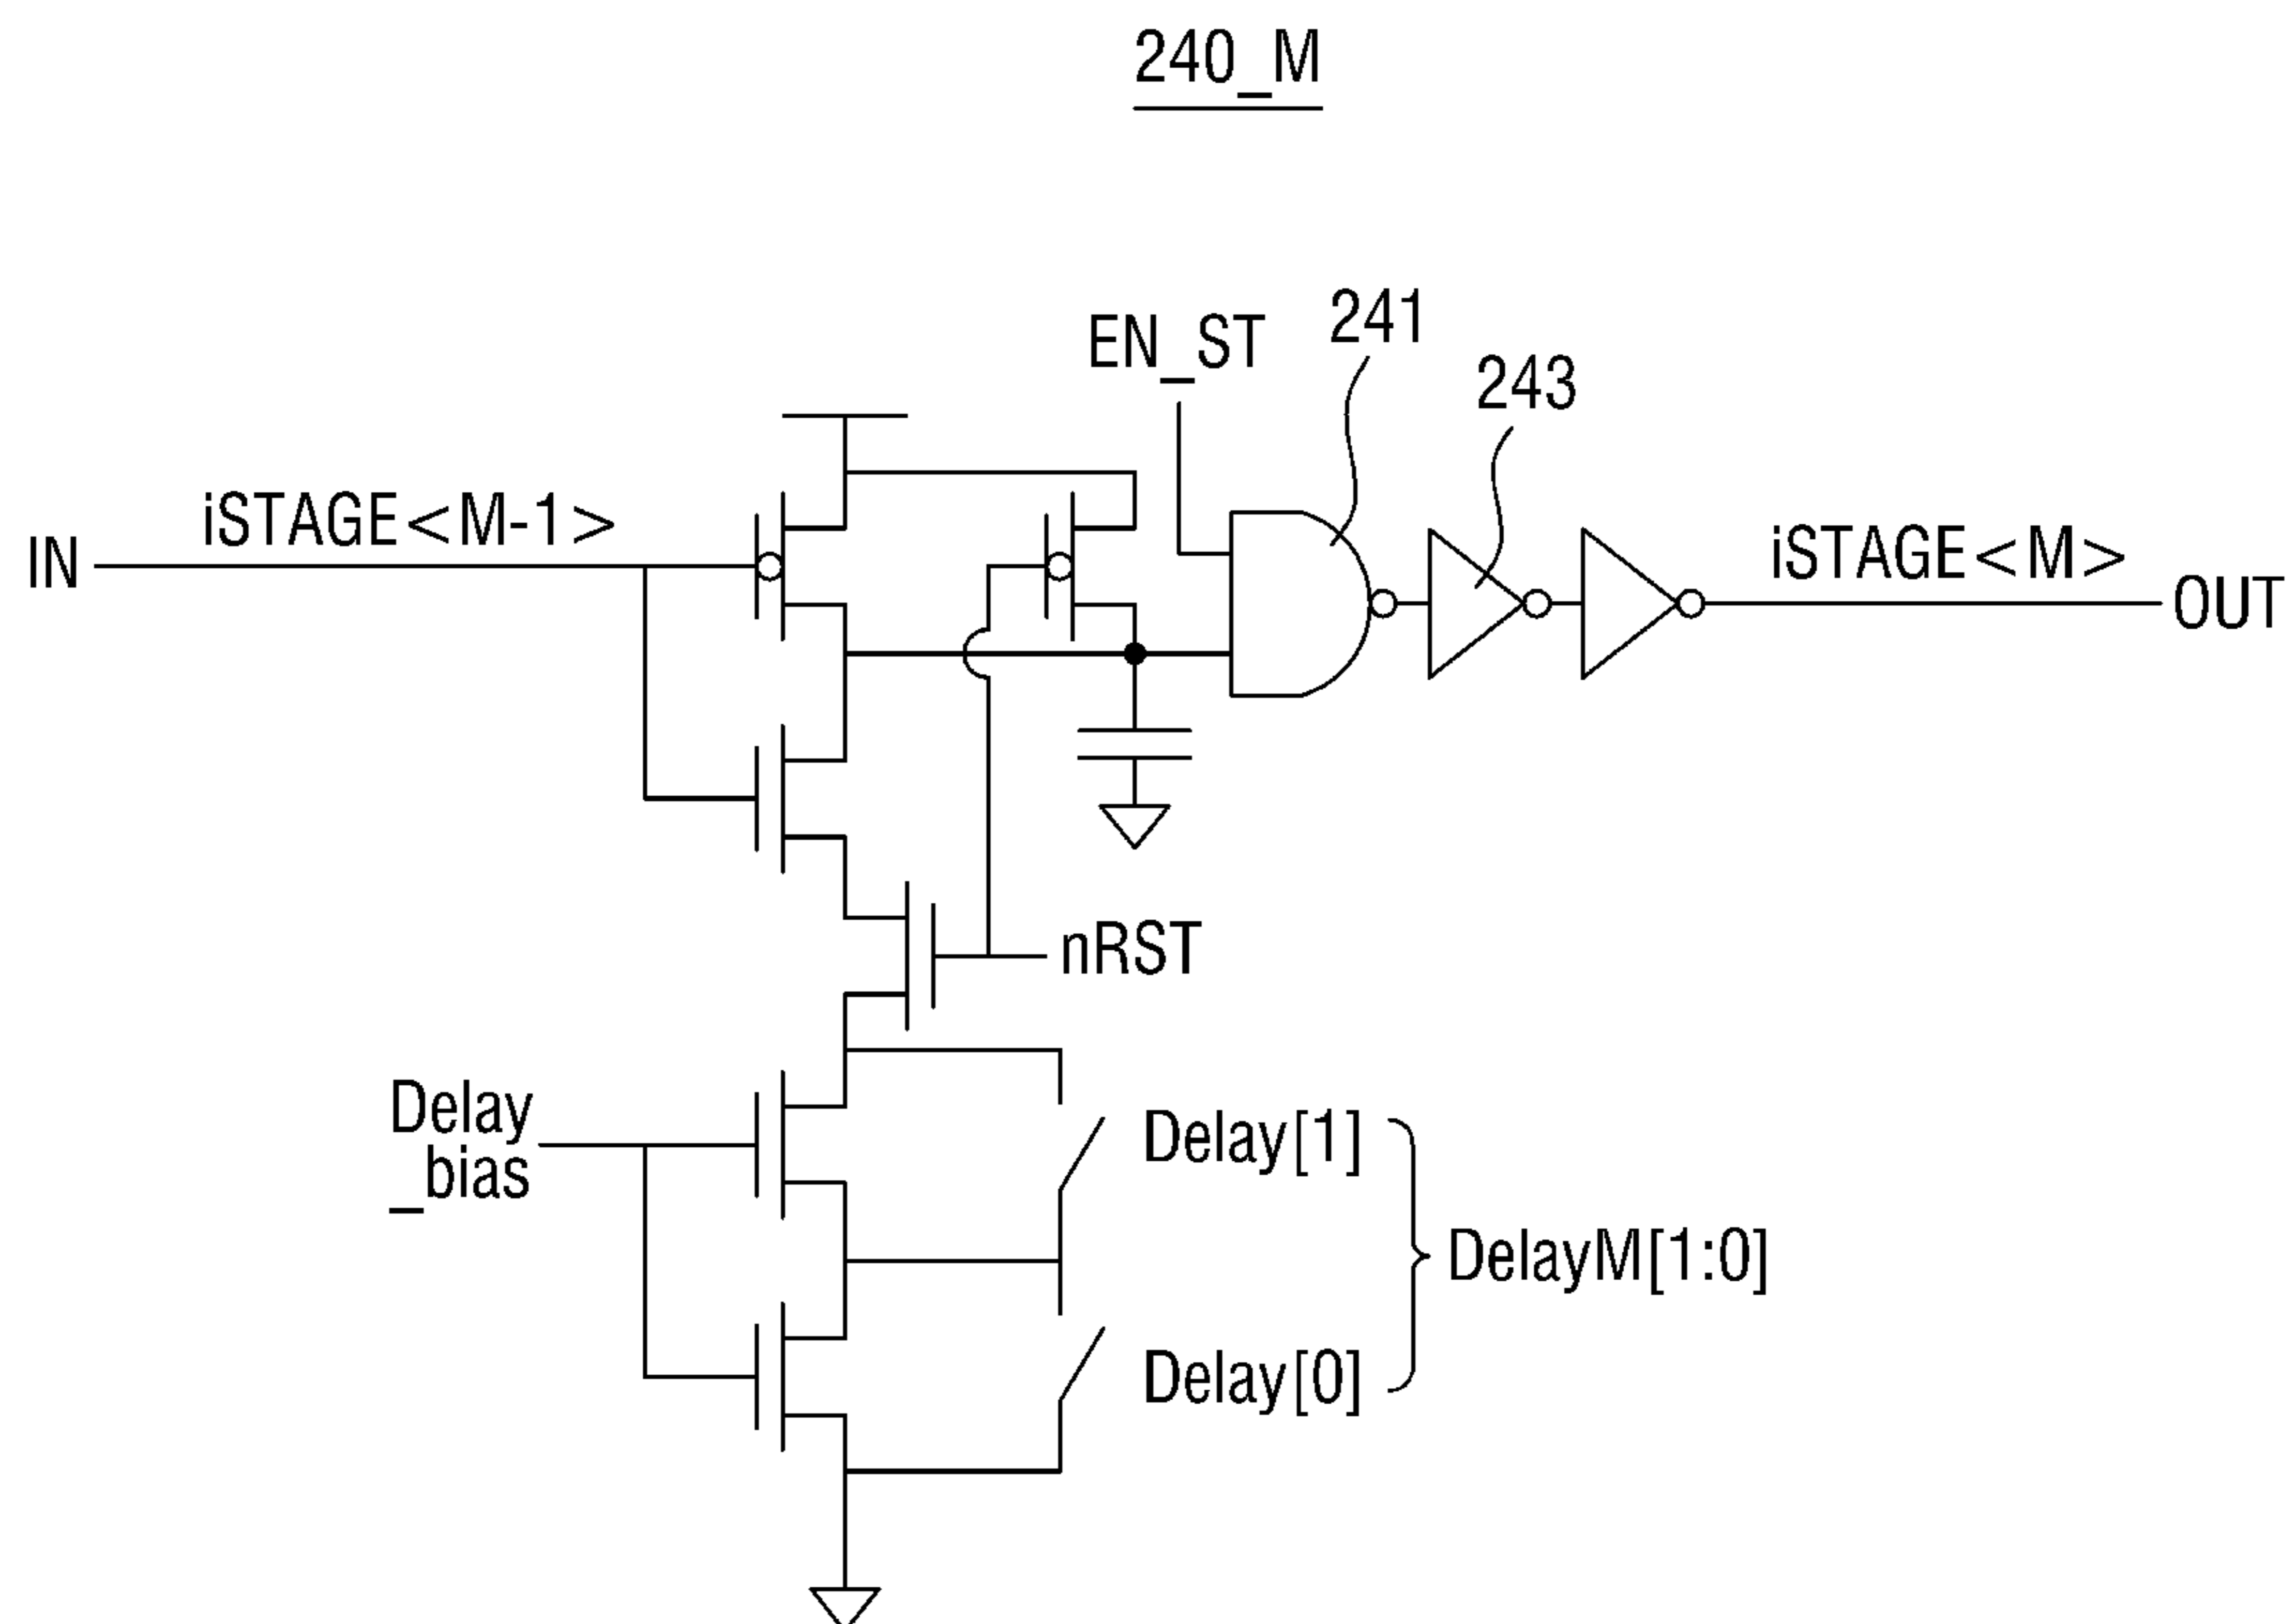 240_M
EN_ST
241
243
iSTAGE<M-1>
IN
iSTAGE<M>
OUT
nRST
Delay
_bias
Delay[1]
DelayM[1:0]
Delay[0]